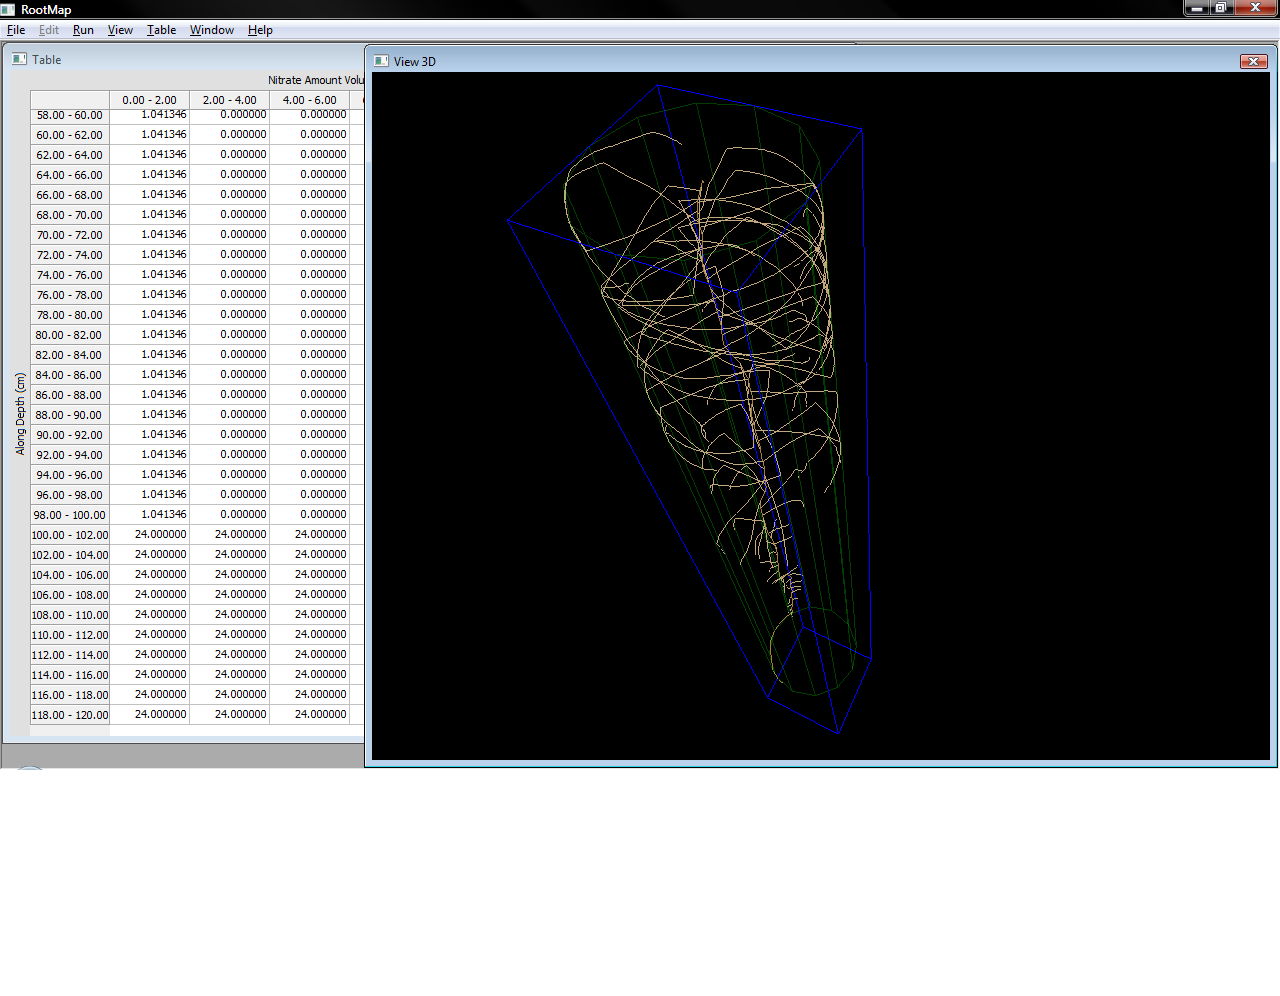 RootMap
File Edit Run View Table Window Help
Table
View 3D
Nitrate Amount Volu
0.00 - 2.00 2.00 - 4.00 4.00 - 6.00
Along Depth (cm)
58.00 - 60.00 1.041346 0.000000 0.000000
60.00 - 62.00 1.041346 0.000000 0.000000
62.00 - 64.00 1.041346 0.000000 0.000000
64.00 - 66.00 1.041346 0.000000 0.000000
66.00 - 68.00 1.041346 0.000000 0.000000
68.00 - 70.00 1.041346 0.000000 0.000000
70.00 - 72.00 1.041346 0.000000 0.000000
72.00 - 74.00 1.041346 0.000000 0.000000
74.00 - 76.00 1.041346 0.000000 0.000000
76.00 - 78.00 1.041346 0.000000 0.000000
78.00 - 80.00 1.041346 0.000000 0.000000
80.00 - 82.00 1.041346 0.000000 0.000000
82.00 - 84.00 1.041346 0.000000 0.000000
84.00 - 86.00 1.041346 0.000000 0.000000
86.00 - 88.00 1.041346 0.000000 0.000000
88.00 - 90.00 1.041346 0.000000 0.000000
90.00 - 92.00 1.041346 0.000000 0.000000
92.00 - 94.00 1.041346 0.000000 0.000000
94.00 - 96.00 1.041346 0.000000 0.000000
96.00 - 98.00 1.041346 0.000000 0.000000
98.00 - 100.00 1.041346 0.000000 0.000000
100.00 - 102.00 24.000000 24.000000 24.000000
102.00 - 104.00 24.000000 24.000000 24.000000
104.00 - 106.00 24.000000 24.000000 24.000000
106.00 - 108.00 24.000000 24.000000 24.000000
108.00 - 110.00 24.000000 24.000000 24.000000
110.00 - 112.00 24.000000 24.000000 24.000000
112.00 - 114.00 24.000000 24.000000 24.000000
114.00 - 116.00 24.000000 24.000000 24.000000
116.00 - 118.00 24.000000 24.000000 24.000000
118.00 - 120.00 24.000000 24.000000 24.000000